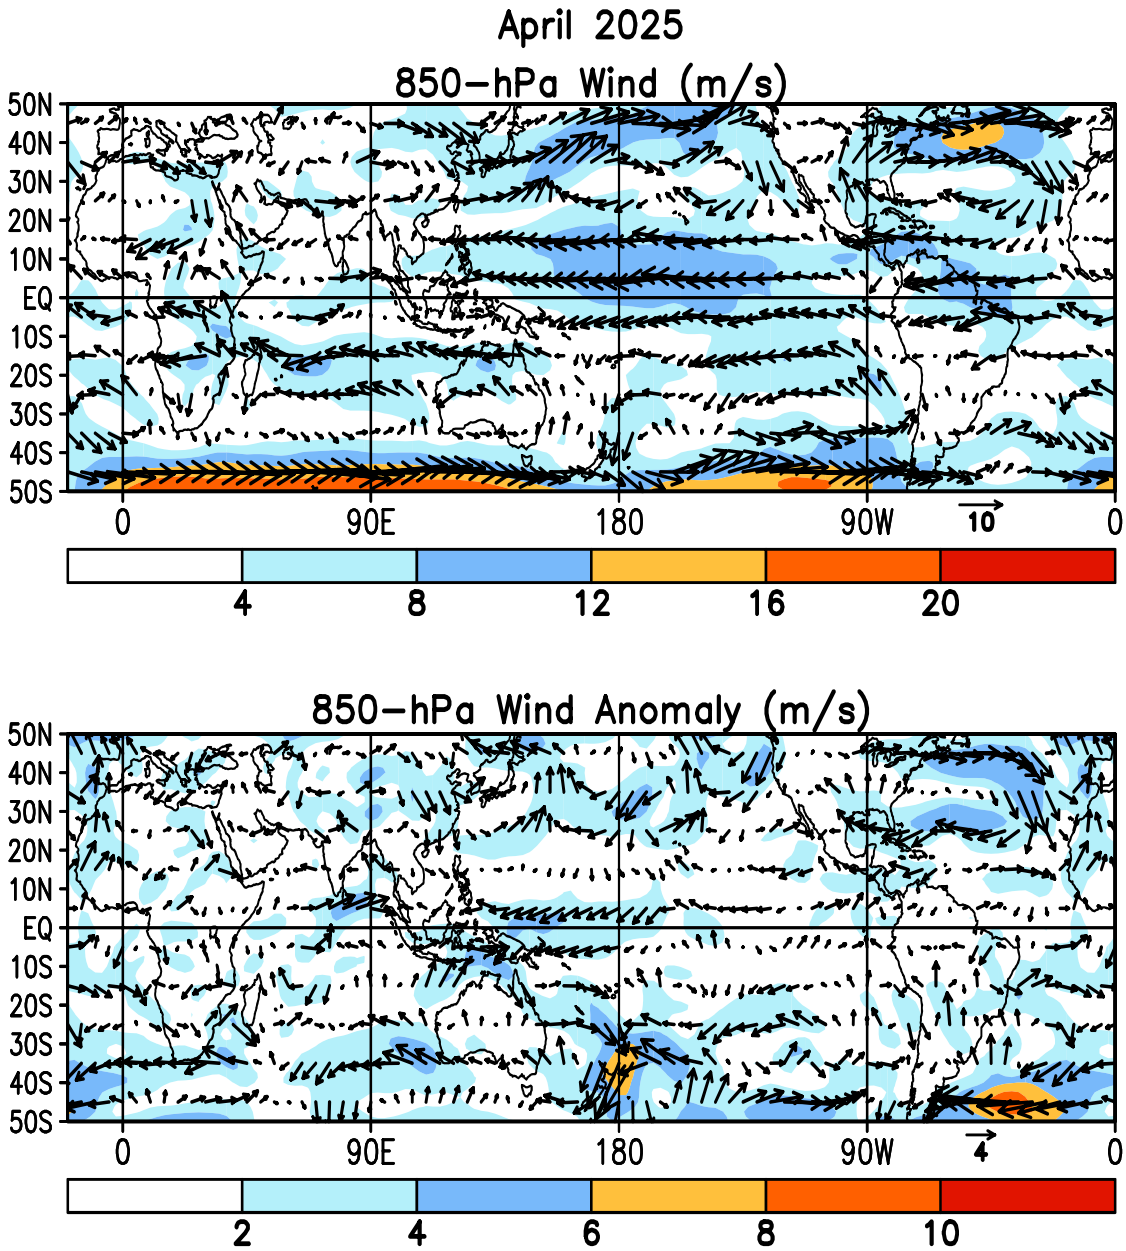 April 2025
850-hPa Wind (m/s)
50N
40N
30N
20N
10N
EQ
10S
20S
30S
40S
50S
0 90E 180 90W 0
10
4 8 12 16 20
850-hPa Wind Anomaly (m/s)
50N
40N
30N
20N
10N
EQ
10S
20S
30S
40S
50S
0 90E 180 90W 0
4
2 4 6 8 10